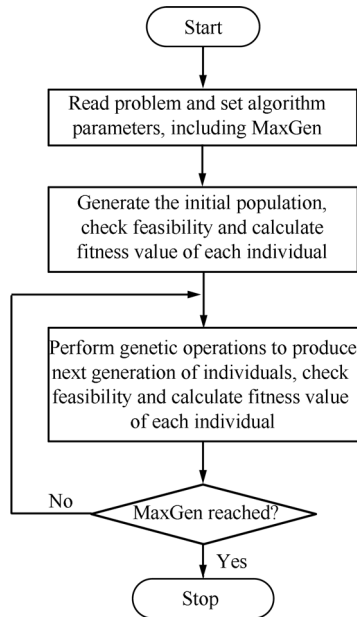 Start
Read problem and set algorithm
parameters, including MaxGen
Generate the initial population,
check feasibility and calculate
fitness value of each individual
Perform genetic operations to produce
next generation of individuals, check
feasibility and calculate fitness value
of each individual
No
MaxGen reached?
Yes
Stop